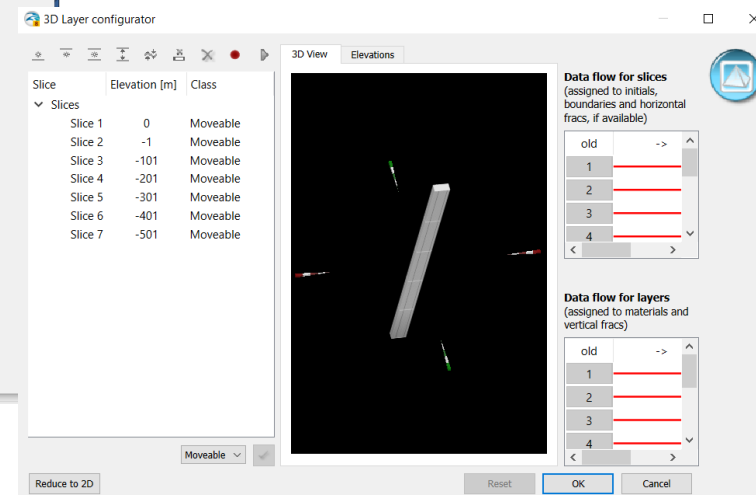 3D Layer configurator
3D View Elevations
Slice Elevation [m] Class
Slices
Slice 1 0 Moveable
Slice 2 -1 Moveable
Slice 3 -101 Moveable
Slice 4 -201 Moveable
Slice 5 -301 Moveable
Slice 6 -401 Moveable
Slice 7 -501 Moveable
Moveable
Reduce to 2D
Data flow for slices
(assigned to initials,
boundaries and horizontal
fracs, if available)
old ->
1
2
3
4
Data flow for layers
(assigned to materials and
vertical fracs)
old ->
1
2
3
4
Reset OK Cancel